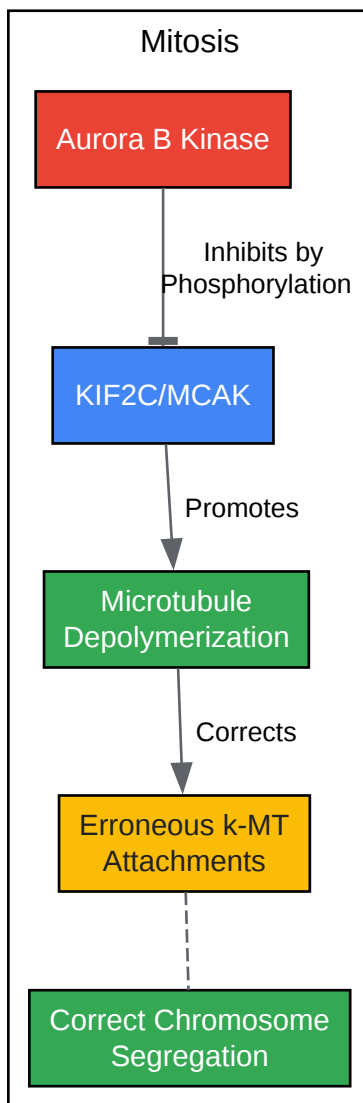 Mitosis
Aurora B Kinase
Inhibits by
Phosphorylation
KIF2C/MCAK
Promotes
Microtubule
Depolymerization
Corrects
Erroneous k-MT
Attachments
Correct Chromosome
Segregation